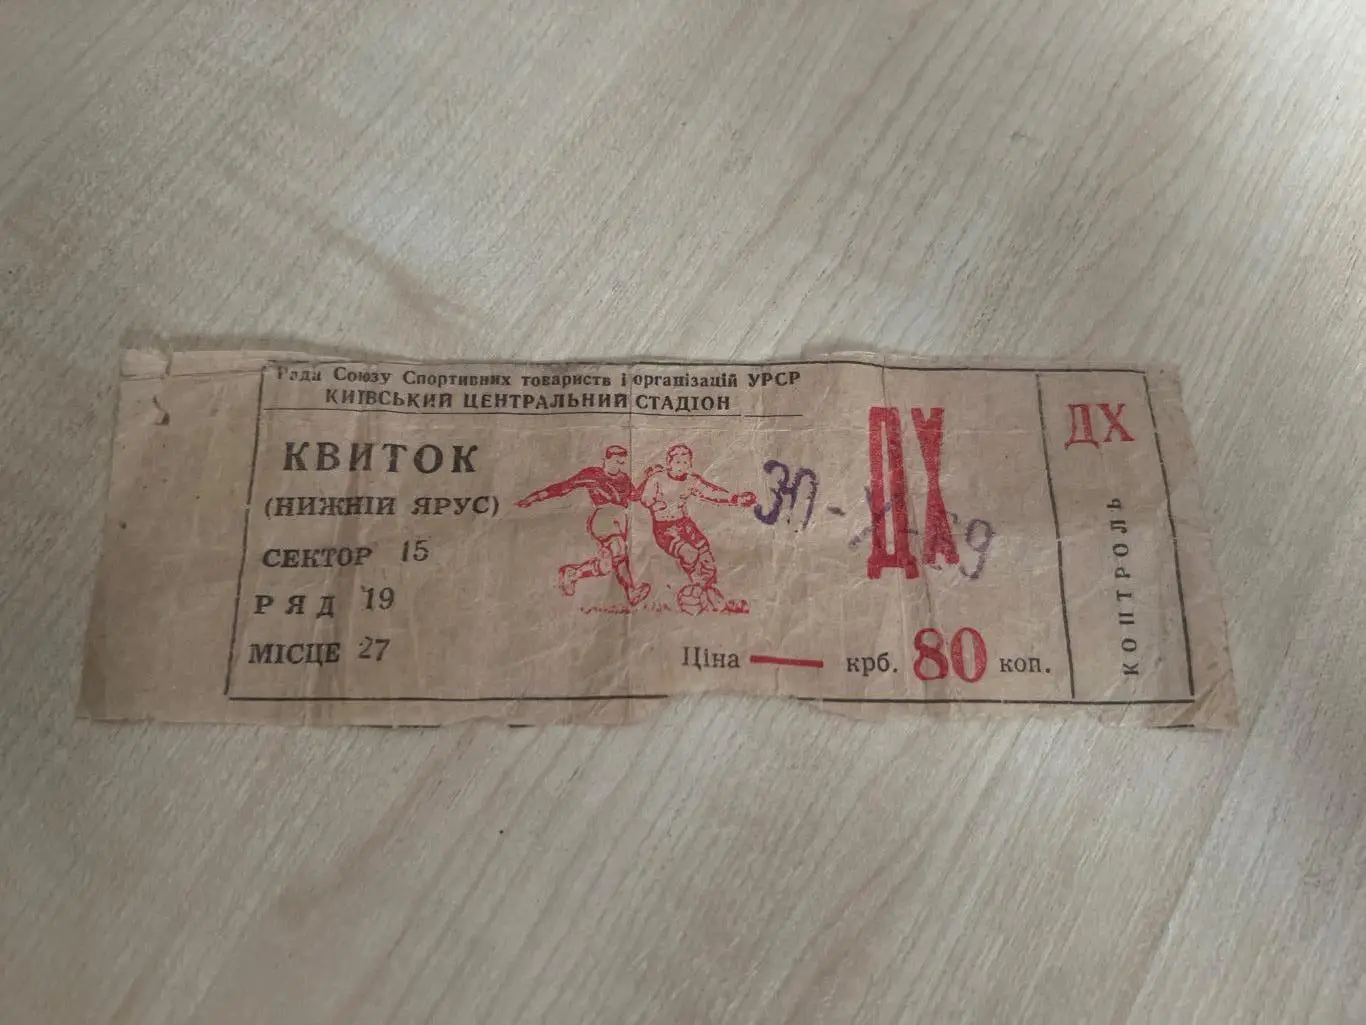 Ради Союзу Спортивних товариств і організацій УРСР
КИЇВСЬКИЙ ЦЕНТРАЛЬНИЙ СТАДІОН
КВИТОК
(НИЖНІЙ ЯРУС)
СЕКТОР 15
РЯД 19
МІСЦЕ 27
ДХ
Ціна — крб. 80 коп.
ДХ
КОНТРОЛЬ